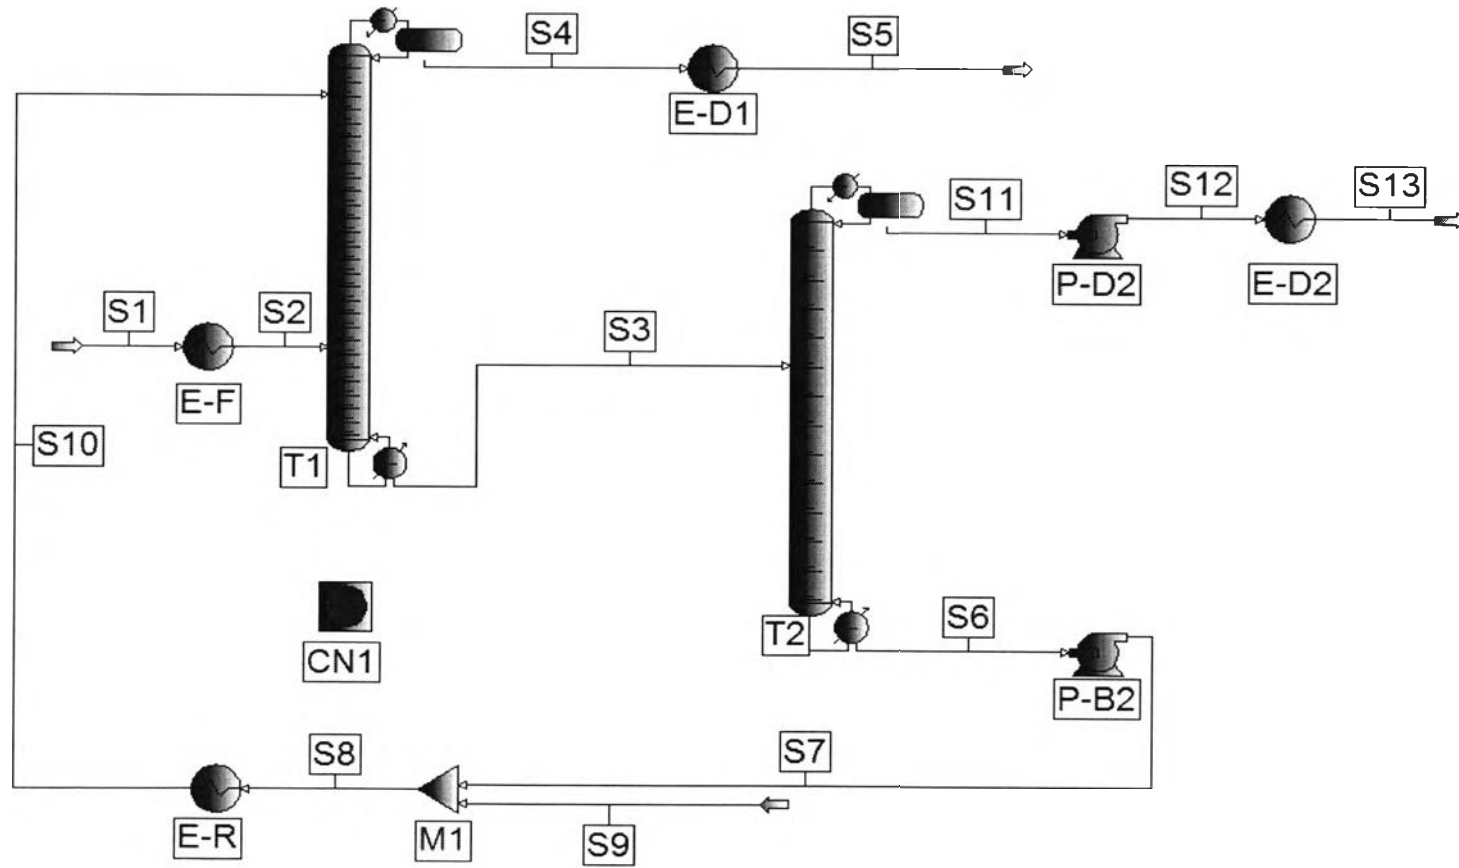 S4
S5
E-D1
S11
S12
S13
P-D2
E-D2
S1
S2
S3
E-F
S10
T1
CN1
T2
S6
P-B2
S8
S7
E-R
M1
S9